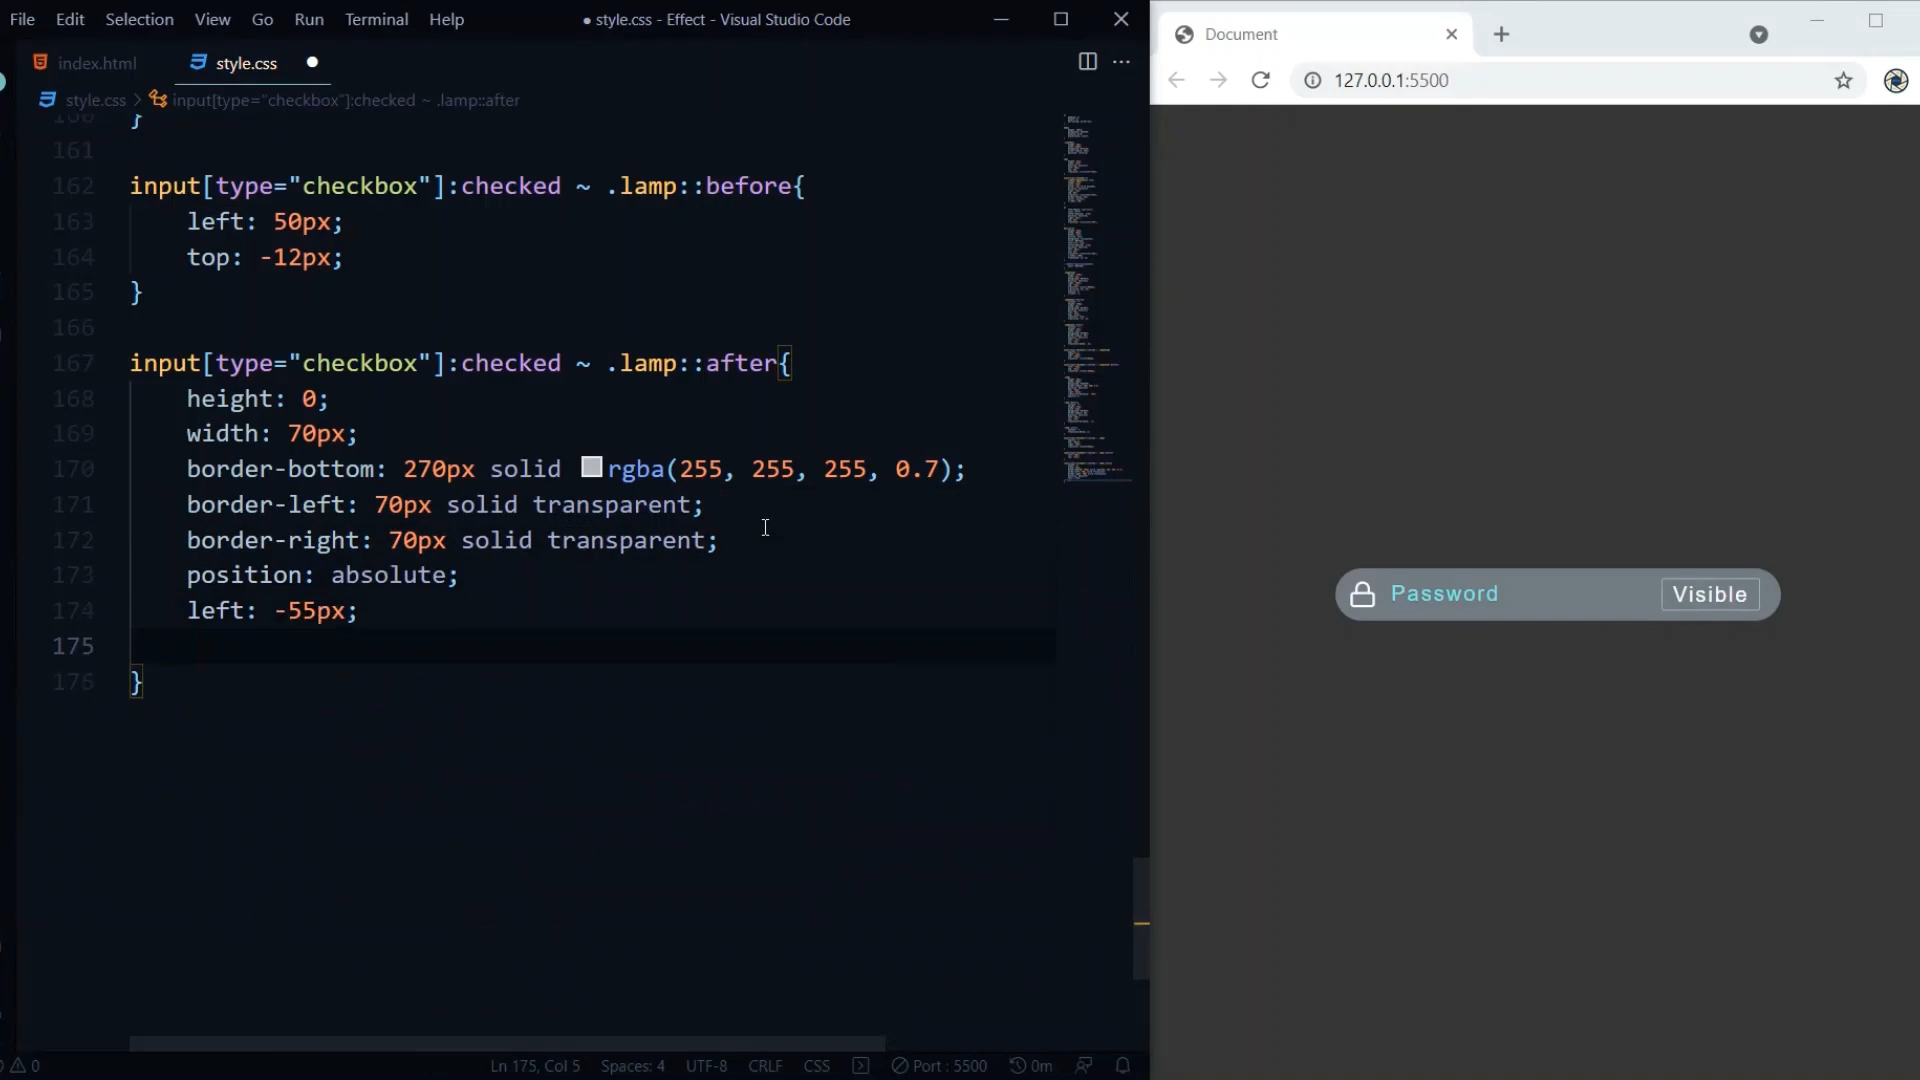 File Edit Selection View Go Run Terminal Help
● style.css - Effect - Visual Studio Code
index.html
style.css
style.css > input[type="checkbox"]:checked ~ .lamp::after
160 }
161
162 input[type="checkbox"]:checked ~ .lamp::before{
163 left: 50px;
164 top: -12px;
165 }
166
167 input[type="checkbox"]:checked ~ .lamp::after{
168 height: 0;
169 width: 70px;
170 border-bottom: 270px solid rgba(255, 255, 255, 0.7);
171 border-left: 70px solid transparent;
172 border-right: 70px solid transparent;
173 position: absolute;
174 left: -55px;
175
176 }
0
Ln 175, Col 5 Spaces: 4 UTF-8 CRLF CSS Port : 5500 0m
Document
127.0.0.1:5500
Password
Visible